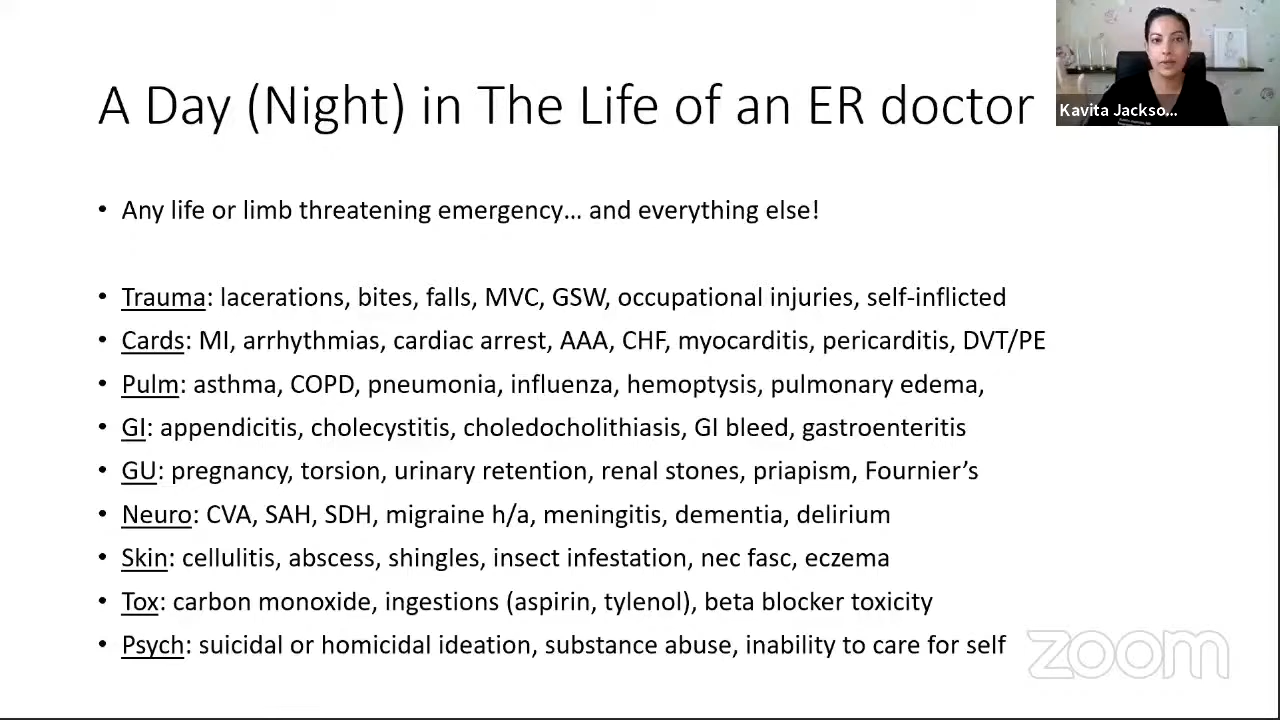 A Day (Night) in The Life of an ER doctor
Kavita Jackso...
• Any life or limb threatening emergency... and everything else!
• Trauma: lacerations, bites, falls, MVC, GSW, occupational injuries, self-inflicted
• Cards: MI, arrhythmias, cardiac arrest, AAA, CHF, myocarditis, pericarditis, DVT/PE
• Pulm: asthma, COPD, pneumonia, influenza, hemoptysis, pulmonary edema,
• GI: appendicitis, cholecystitis, choledocholithiasis, GI bleed, gastroenteritis
• GU: pregnancy, torsion, urinary retention, renal stones, priapism, Fournier’s
• Neuro: CVA, SAH, SDH, migraine h/a, meningitis, dementia, delirium
• Skin: cellulitis, abscess, shingles, insect infestation, nec fasc, eczema
• Tox: carbon monoxide, ingestions (aspirin, tylenol), beta blocker toxicity
• Psych: suicidal or homicidal ideation, substance abuse, inability to care for self
zoom